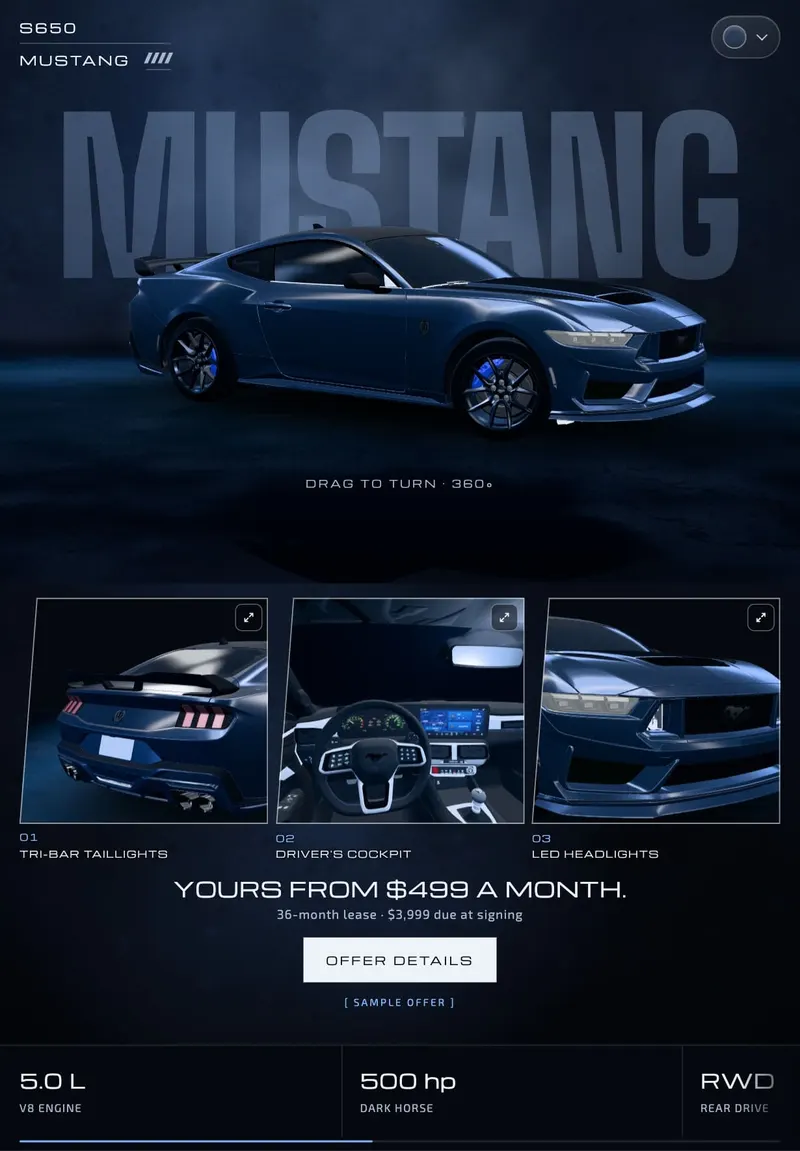 S650
MUSTANG
MUSTANG
DRAG TO TURN · 360°
01
TRI-BAR TAILLIGHTS
02
DRIVER'S COCKPIT
03
LED HEADLIGHTS
YOURS FROM $499 A MONTH.
36-month lease · $3,999 due at signing
OFFER DETAILS
[ SAMPLE OFFER ]
5.0 L
V8 ENGINE
500 hp
DARK HORSE
RWD
REAR DRIVE